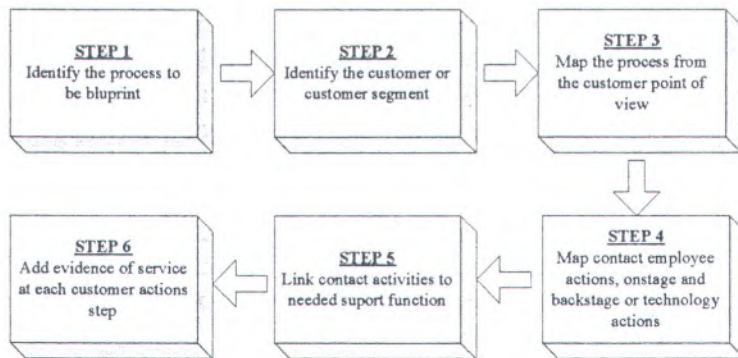 STEP 1
Identify the process to
be bluprint
STEP 2
Identify the customer or
customer segment
STEP 3
Map the process from
the customer point of
view
STEP 4
Map contact employee
actions, onstage and
backstage or technology
actions
STEP 5
Link contact activities to
needed suport function
STEP 6
Add evidence of service
at each customer actions
step